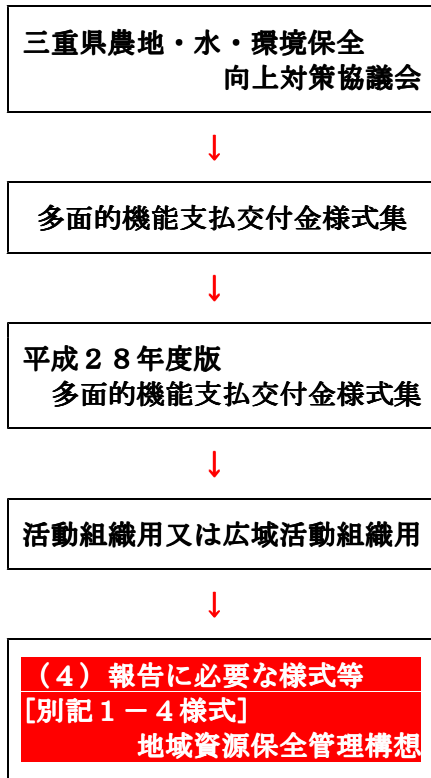 三重県農地・水・環境保全
向上対策協議会
↓
多面的機能支払交付金様式集
↓
平成２８年度版
多面的機能支払交付金様式集
↓
活動組織用又は広域活動組織用
↓
（４）報告に必要な様式等
[別記１－４様式]
地域資源保全管理構想